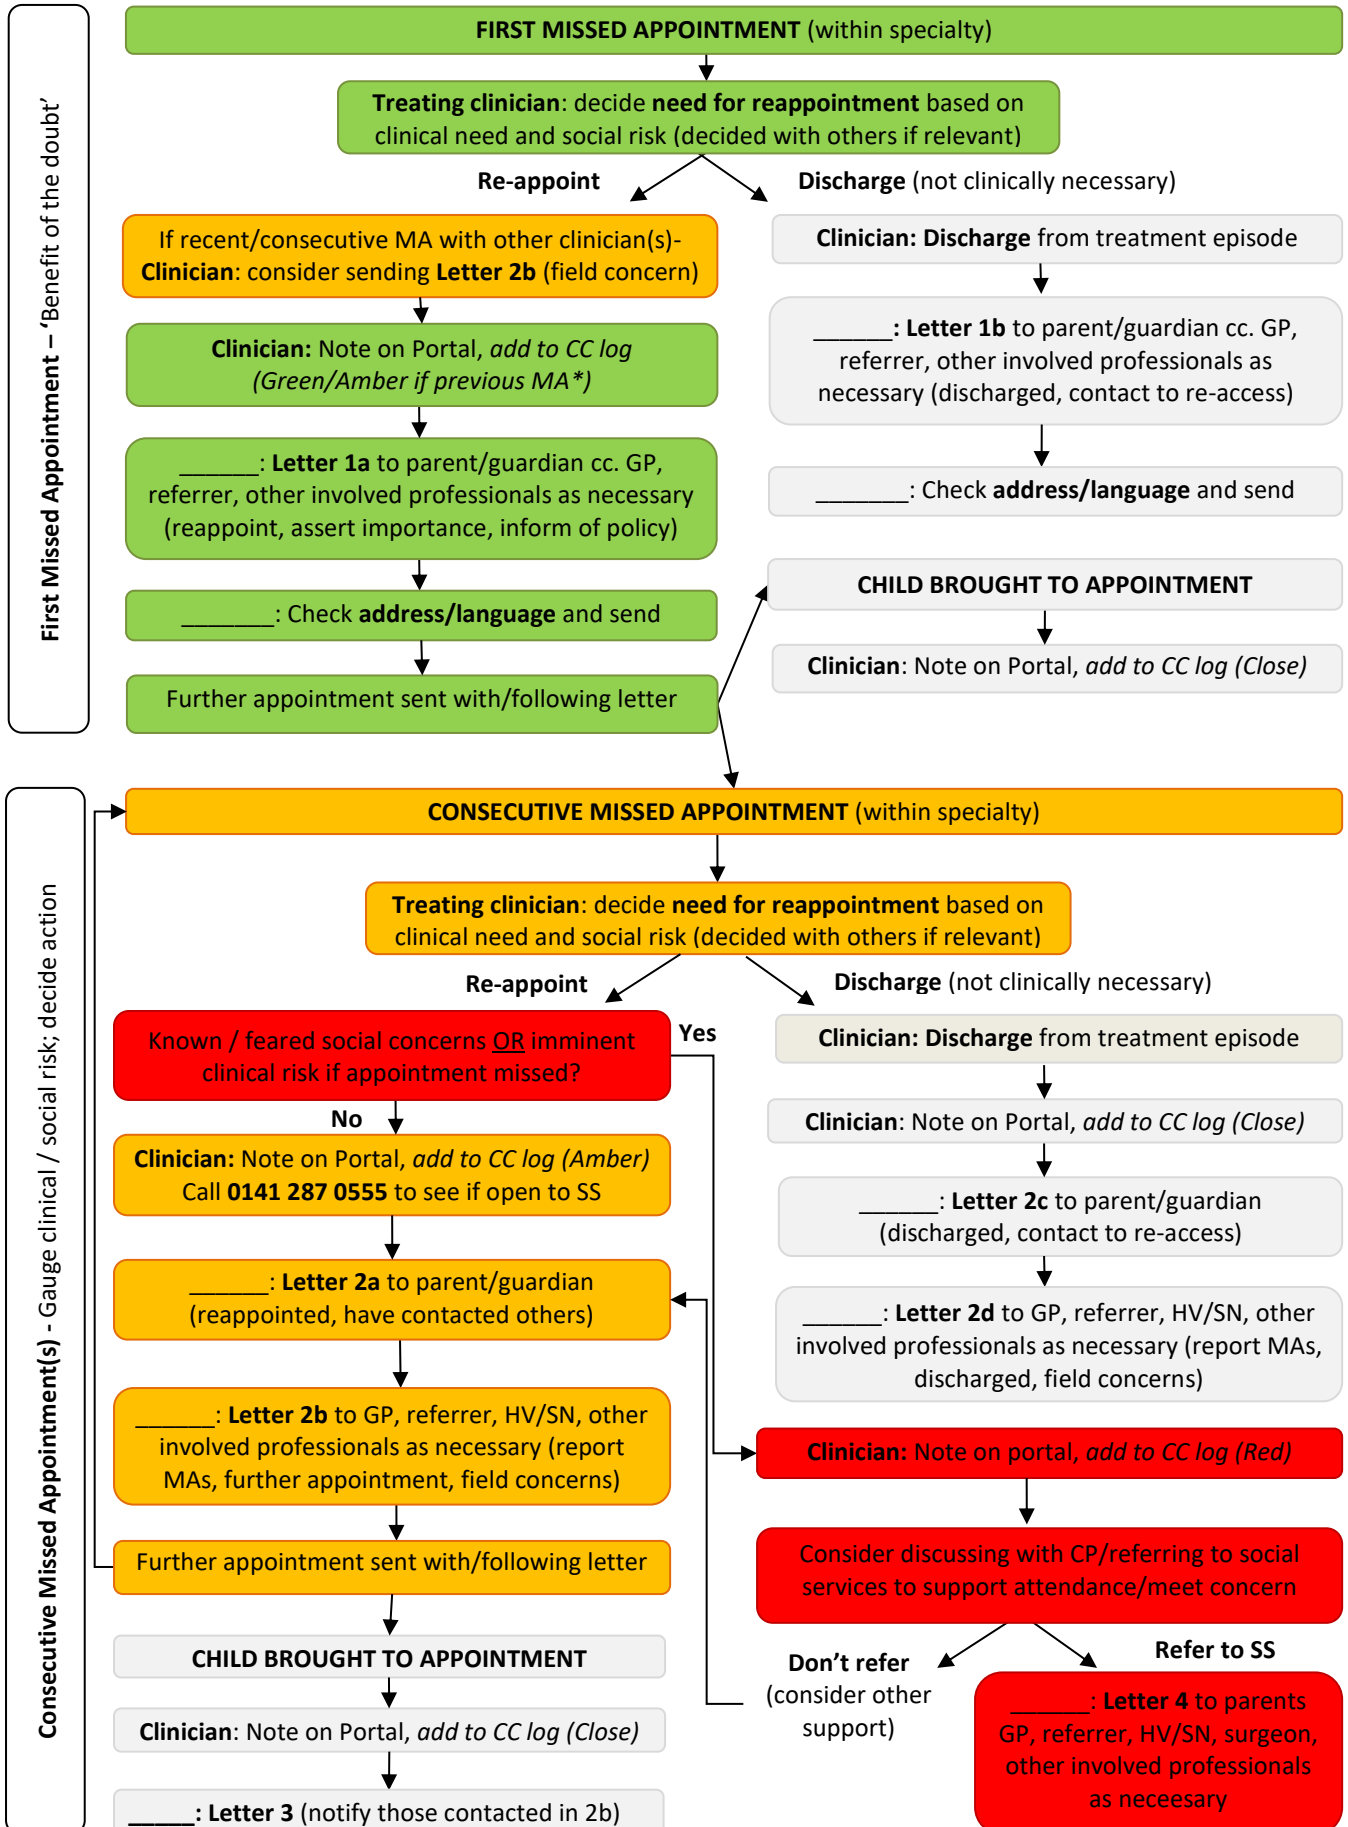 First Missed Appointment – ‘Benefit of the doubt’
FIRST MISSED APPOINTMENT (within specialty)
Treating clinician: decide need for reappointment based on
clinical need and social risk (decided with others if relevant)
Re-appoint
Discharge (not clinically necessary)
If recent/consecutive MA with other clinician(s)-
Clinician: consider sending Letter 2b (field concern)
Clinician: Note on Portal, add to CC log
(Green/Amber if previous MA*)
______: Letter 1a to parent/guardian cc. GP,
referrer, other involved professionals as necessary
(reappoint, assert importance, inform of policy)
_______: Check address/language and send
Further appointment sent with/following letter
Clinician: Discharge from treatment episode
______: Letter 1b to parent/guardian cc. GP,
referrer, other involved professionals as
necessary (discharged, contact to re-access)
_______: Check address/language and send
CHILD BROUGHT TO APPOINTMENT
Clinician: Note on Portal, add to CC log (Close)
Consecutive Missed Appointment(s) - Gauge clinical / social risk; decide action
CONSECUTIVE MISSED APPOINTMENT (within specialty)
Treating clinician: decide need for reappointment based on
clinical need and social risk (decided with others if relevant)
Re-appoint
Discharge (not clinically necessary)
Known / feared social concerns OR imminent
clinical risk if appointment missed?
Yes
No
Clinician: Note on Portal, add to CC log (Amber)
Call 0141 287 0555 to see if open to SS
______: Letter 2a to parent/guardian
(reappointed, have contacted others)
______: Letter 2b to GP, referrer, HV/SN, other
involved professionals as necessary (report
MAs, further appointment, field concerns)
Further appointment sent with/following letter
CHILD BROUGHT TO APPOINTMENT
Clinician: Note on Portal, add to CC log (Close)
_____: Letter 3 (notify those contacted in 2b)
Clinician: Discharge from treatment episode
Clinician: Note on Portal, add to CC log (Close)
______: Letter 2c to parent/guardian
(discharged, contact to re-access)
______: Letter 2d to GP, referrer, HV/SN, other
involved professionals as necessary (report MAs,
discharged, field concerns)
Clinician: Note on portal, add to CC log (Red)
Consider discussing with CP/referring to social
services to support attendance/meet concern
Don’t refer
(consider other
support)
Refer to SS
______: Letter 4 to parents
GP, referrer, HV/SN, surgeon,
other involved professionals
as neceesary